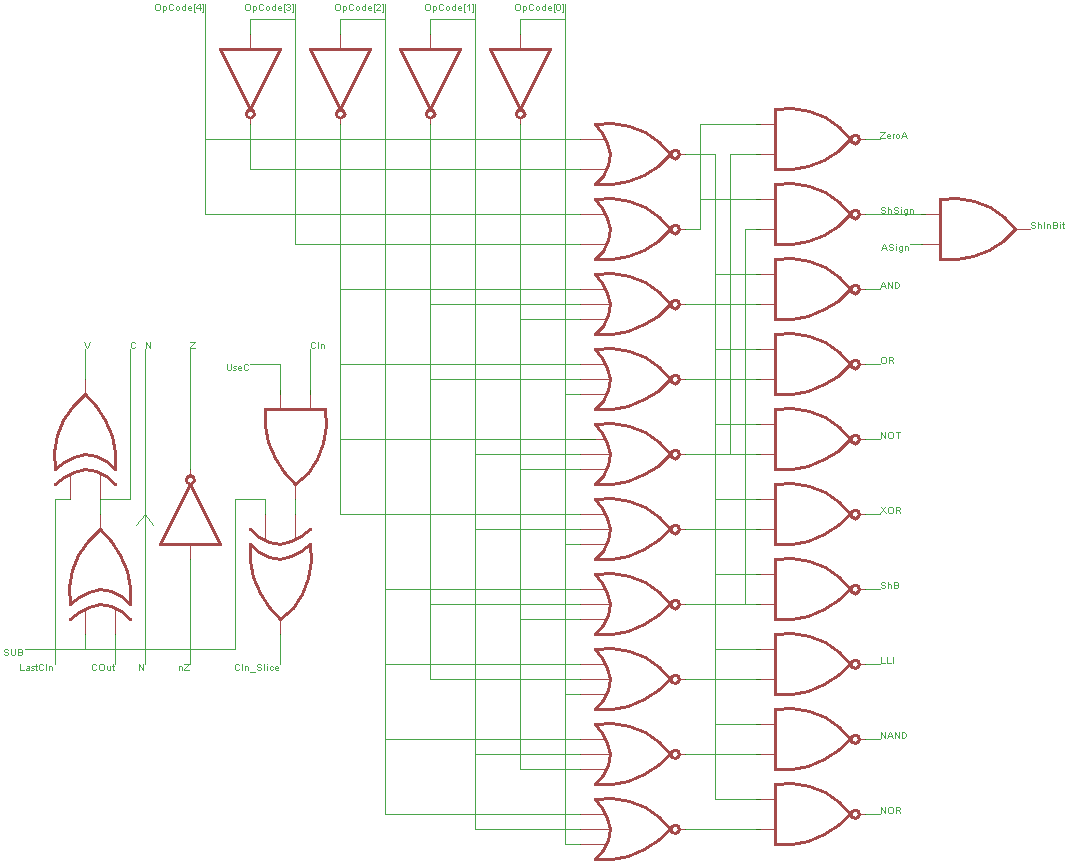 OpCode[4] OpCode[3] OpCode[2] OpCode[1] OpCode[0]
ZeroA
ShSign
ShInBit
ASign
AND
V C N Z CIn
OR
UseC
NOT
XOR
ShB
SUB
LastCIn COut N nZ CIn_Slice
LLI
NAND
NOR